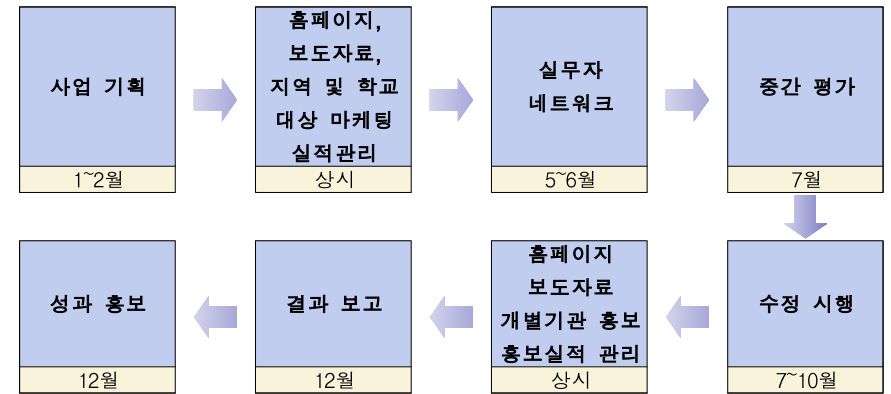 사업 기획
1~2월
홈페이지,
보도자료,
지역 및 학교
대상 마케팅
실적관리
상시
실무자
네트워크
5~6월
중간 평가
7월
수정 시행
7~10월
홈페이지
보도자료
개별기관 홍보
홍보실적 관리
상시
결과 보고
12월
성과 홍보
12월